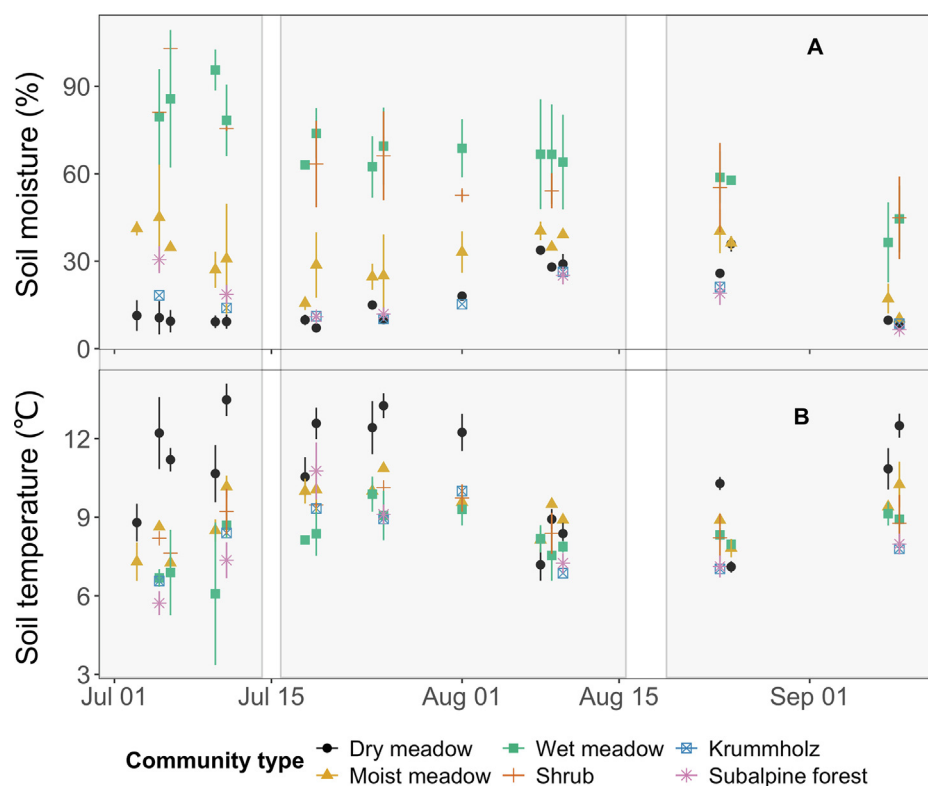 A
Soil moisture (%)
90
60
30
0
B
Soil temperature (℃)
12
9
6
3
Jul 01 Jul 15 Aug 01 Aug 15 Sep 01
Community type
Dry meadow Wet meadow Krummholz
Moist meadow Shrub Subalpine forest